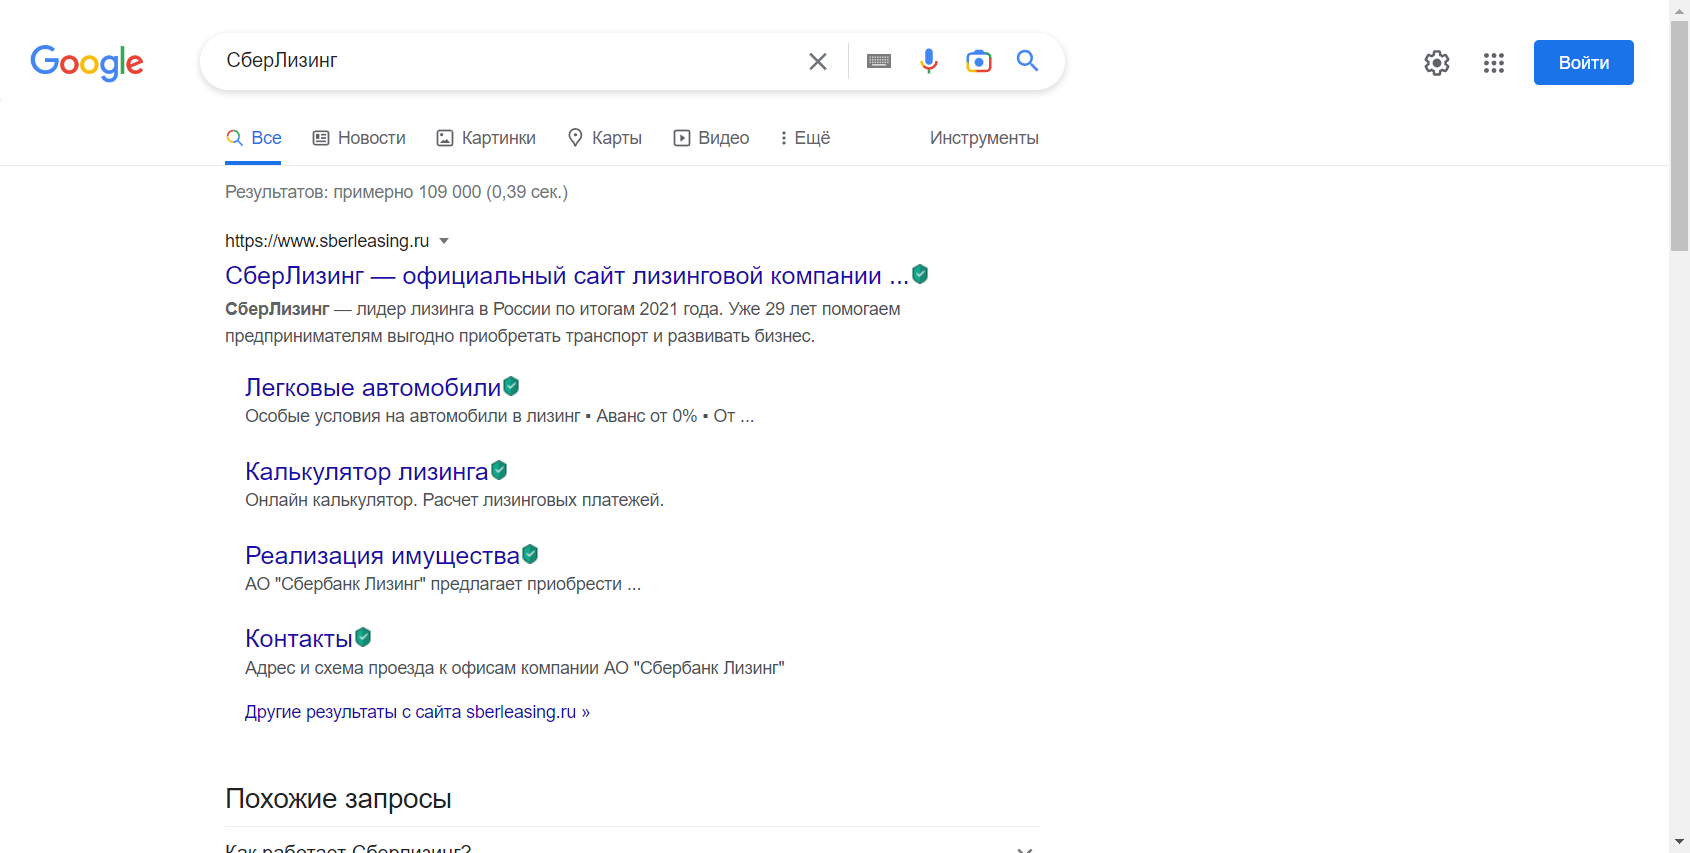 Google
СберЛизинг
Войти
Все
Новости
Картинки
Карты
Видео
Ещё
Инструменты
Результатов: примерно 109 000 (0,39 сек.)
https://www.sberleasing.ru
СберЛизинг — официальный сайт лизинговой компании ...
СберЛизинг — лидер лизинга в России по итогам 2021 года. Уже 29 лет помогаем
предпринимателям выгодно приобретать транспорт и развивать бизнес.
Легковые автомобили
Особые условия на автомобили в лизинг ▪ Аванс от 0% ▪ От ...
Калькулятор лизинга
Онлайн калькулятор. Расчет лизинговых платежей.
Реализация имущества
АО "Сбербанк Лизинг" предлагает приобрести ...
Контакты
Адрес и схема проезда к офисам компании АО "Сбербанк Лизинг"
Другие результаты с сайта sberleasing.ru »
Похожие запросы
Как работает Сберлизинг?